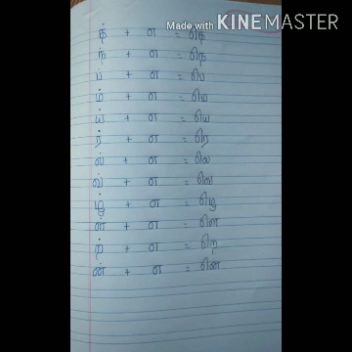 Made with KINEMASTER
த் + எ = தெ
ந் + எ = நெ
ப் + எ = பெ
ம் + எ = மெ
ய் + எ = யெ
ர் + எ = ரெ
ல் + எ = லெ
வ் + எ = வெ
ழ் + எ = ழெ
ள் + எ = ளெ
ற் + எ = றெ
ன் + எ = னெ